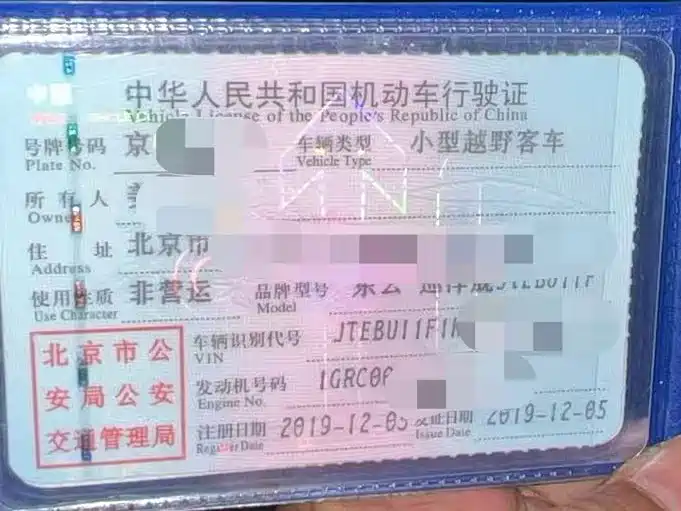 中华人民共和国机动车行驶证
Vehicle License of the People's Republic of China
号牌号码 京 车辆类型 小型越野客车
Plate No. Vehicle Type
所有人
Owner
住址 北京市
Address
使用性质 非营运 品牌型号
Use Character Model
北京市公
安局公安
交通管理局
车辆识别代号 JTEBU11F
VIN
发动机号码 1GRC0
Engine No.
注册日期 2019-12-05 发证日期 2019-12-05
Register Date Issue Date